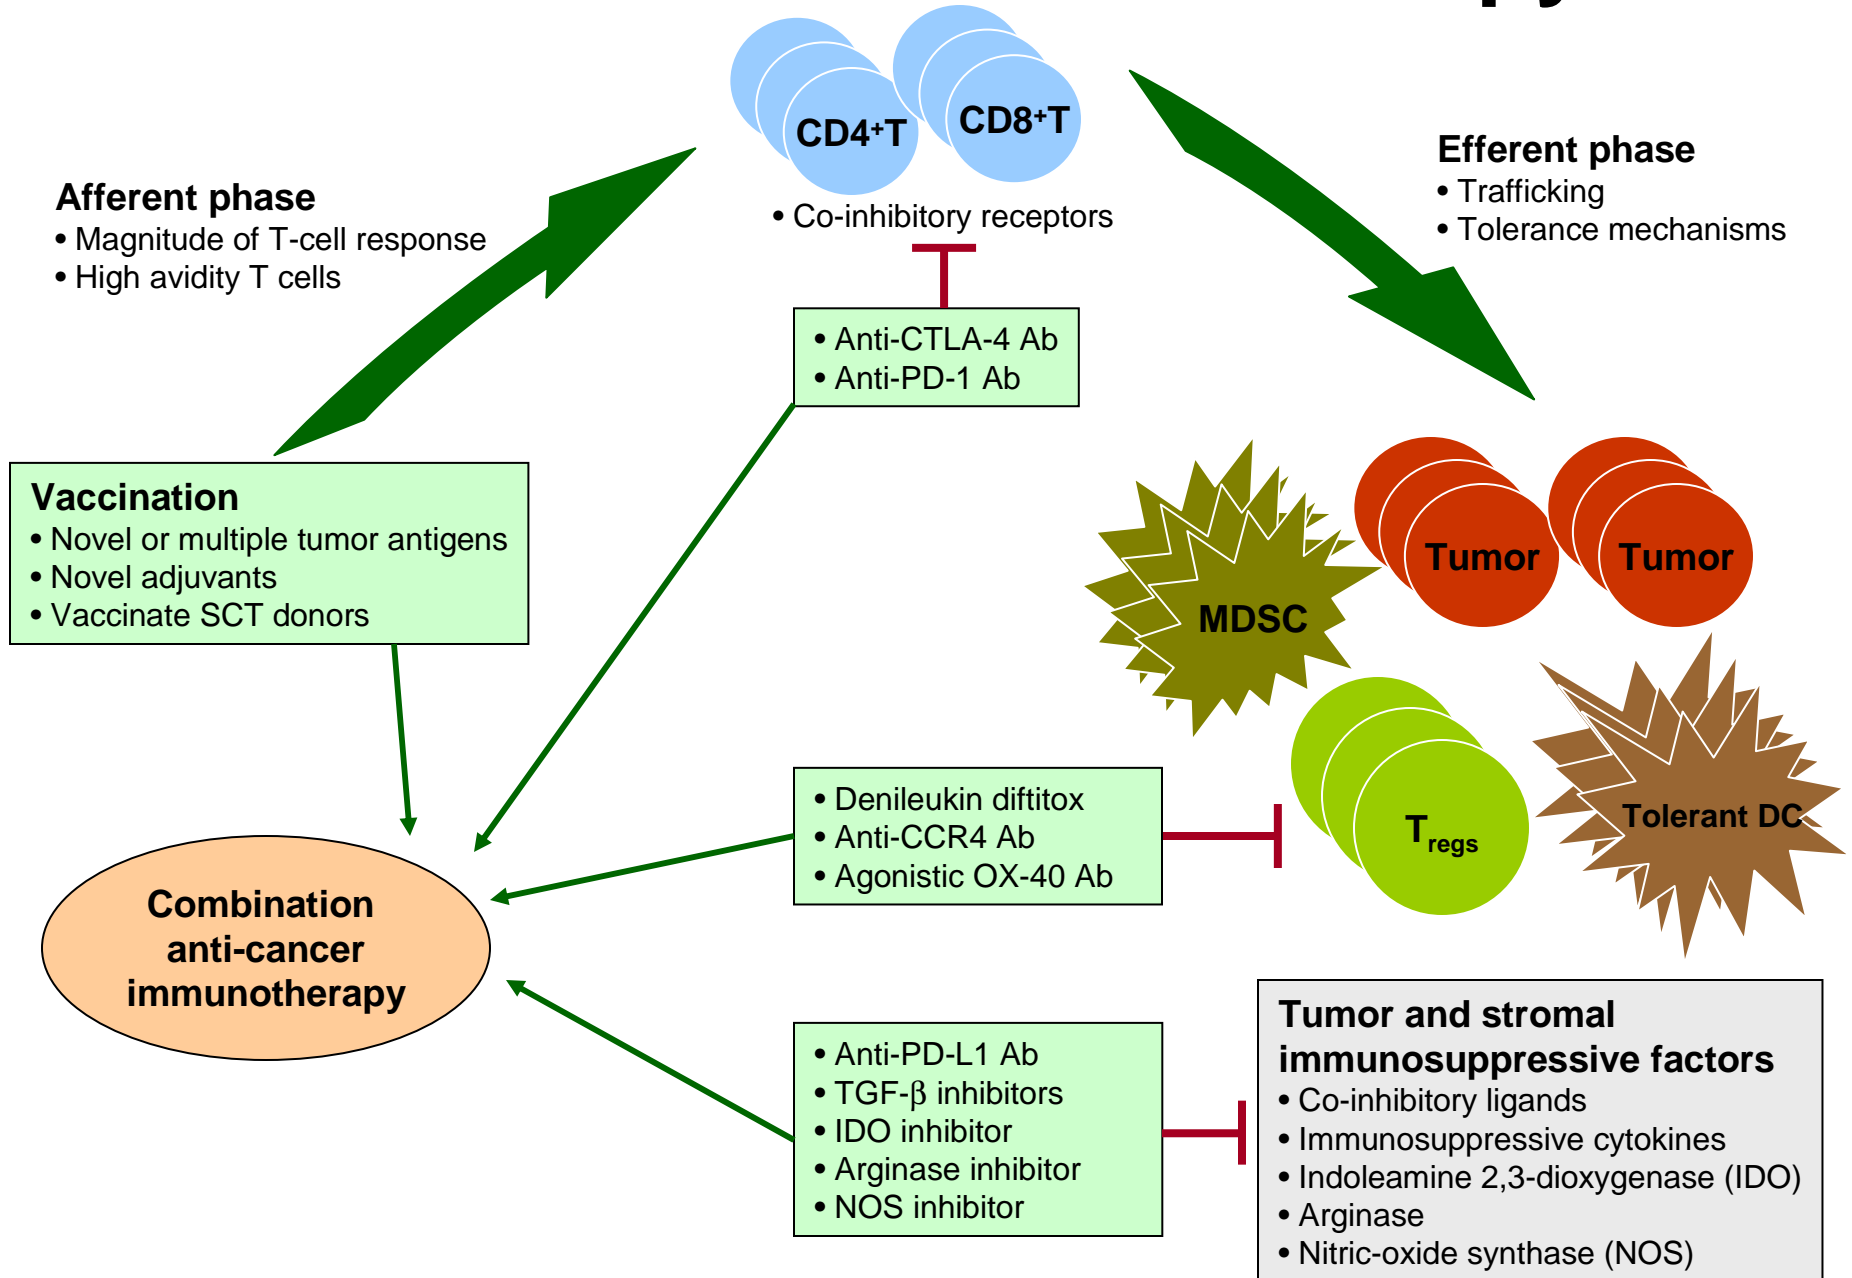 CD4⁺T
CD8⁺T
• Co-inhibitory receptors
Afferent phase
• Magnitude of T-cell response
• High avidity T cells
Efferent phase
• Trafficking
• Tolerance mechanisms
• Anti-CTLA-4 Ab
• Anti-PD-1 Ab
Vaccination
• Novel or multiple tumor antigens
• Novel adjuvants
• Vaccinate SCT donors
Tumor
Tumor
MDSC
Tregs
Tolerant DC
• Denileukin diftitox
• Anti-CCR4 Ab
• Agonistic OX-40 Ab
Combination
anti-cancer
immunotherapy
• Anti-PD-L1 Ab
• TGF-β inhibitors
• IDO inhibitor
• Arginase inhibitor
• NOS inhibitor
Tumor and stromal
immunosuppressive factors
• Co-inhibitory ligands
• Immunosuppressive cytokines
• Indoleamine 2,3-dioxygenase (IDO)
• Arginase
• Nitric-oxide synthase (NOS)